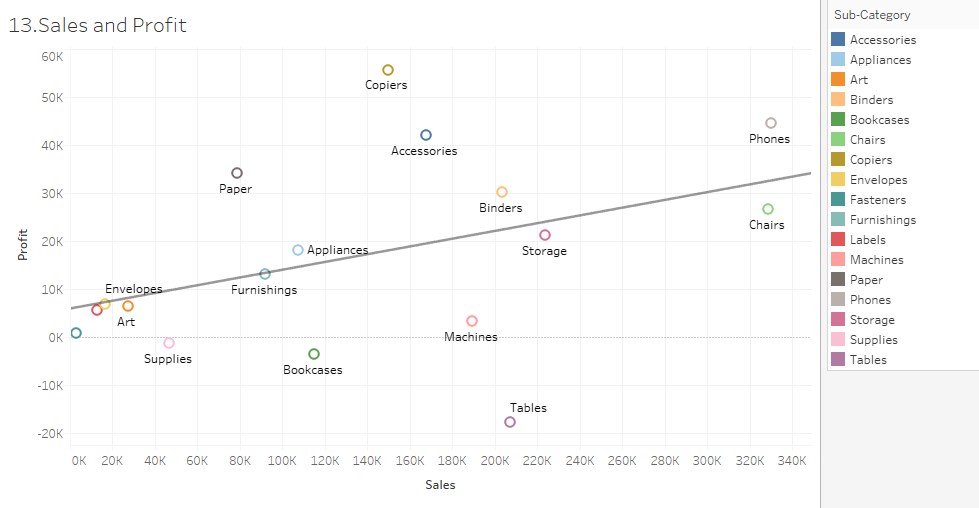 13.Sales and Profit
60K
50K
40K
30K
20K
10K
0K
-10K
-20K
Profit
Copiers
Accessories
Phones
Paper
Binders
Chairs
Appliances
Storage
Furnishings
Envelopes
Art
Supplies
Machines
Bookcases
Tables
0K 20K 40K 60K 80K 100K 120K 140K 160K 180K 200K 220K 240K 260K 280K 300K 320K 340K
Sales
Sub-Category
Accessories
Appliances
Art
Binders
Bookcases
Chairs
Copiers
Envelopes
Fasteners
Furnishings
Labels
Machines
Paper
Phones
Storage
Supplies
Tables